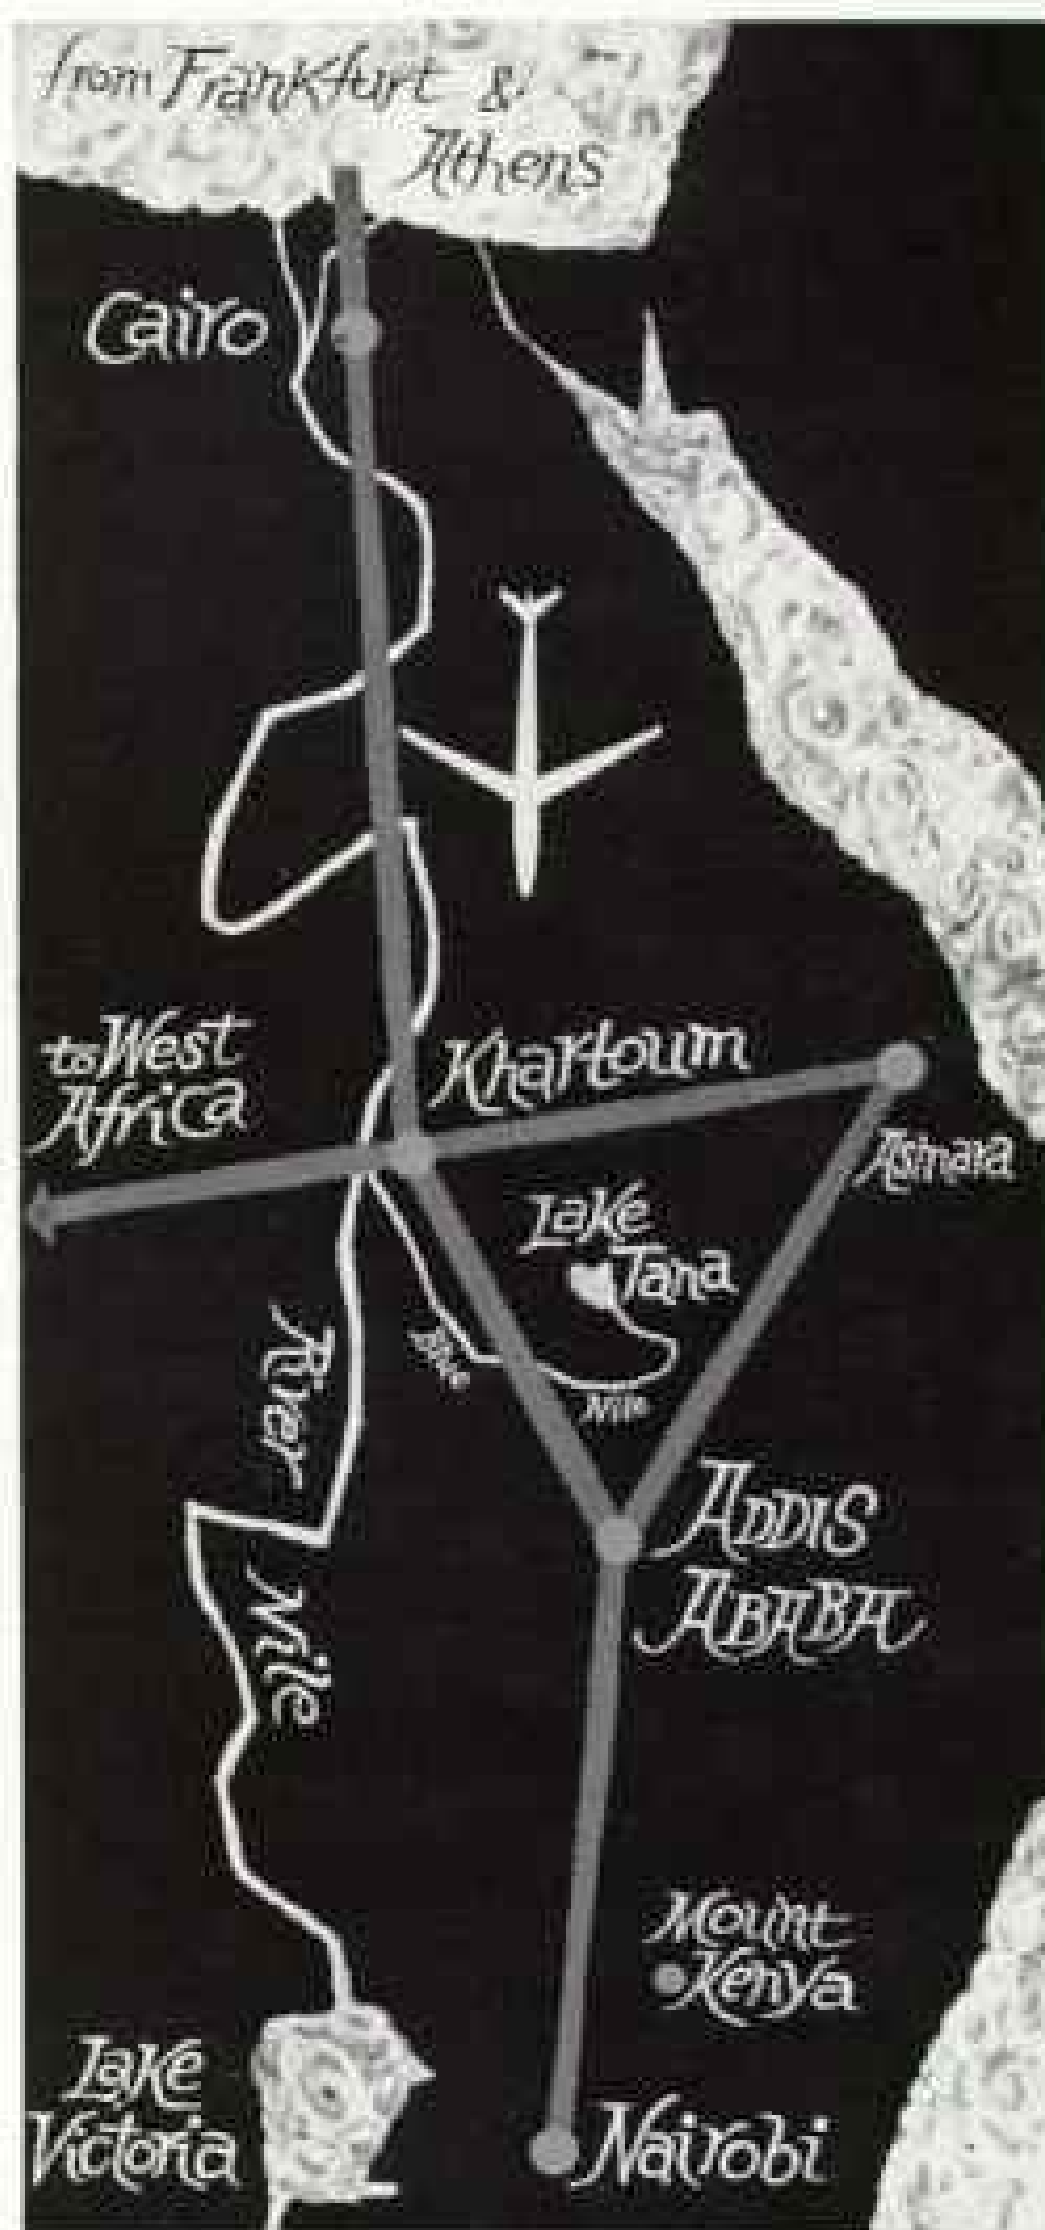 from Frankfurt &
Athens
Cairo
to West
Africa
Khartoum
Asmara
Lake
Tana
Blue
Nile
River
Nile
ADDIS
ABABA
Mount
Kenya
Lake
Victoria
Nairobi